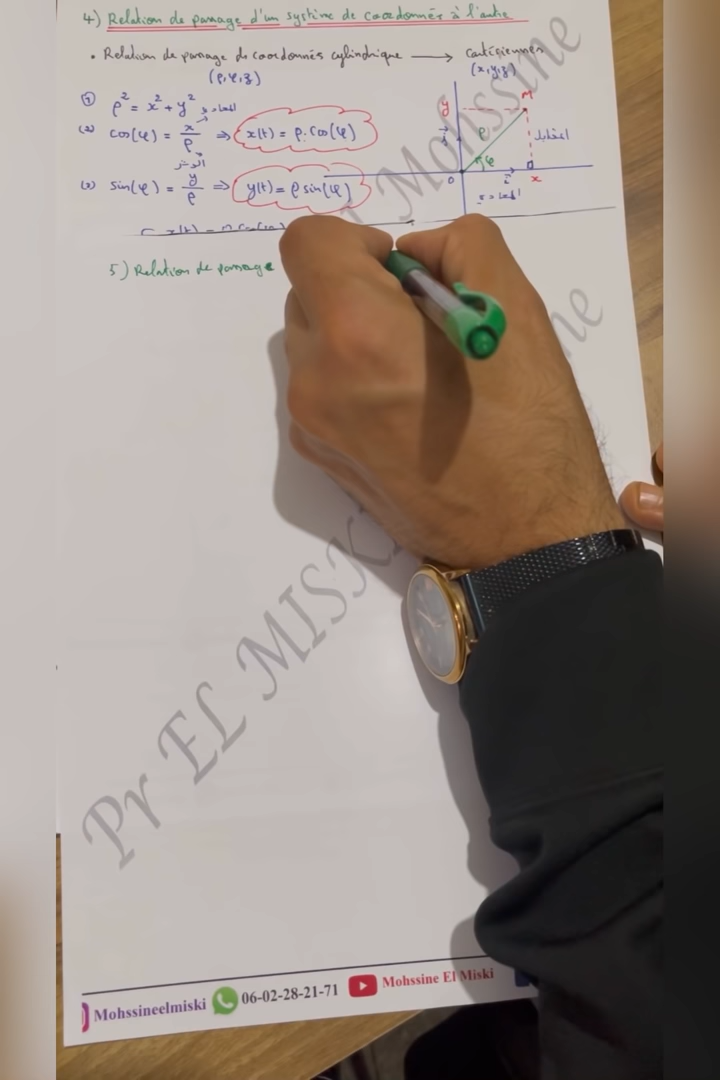 4) Relation de passage d'un système de coordonnés à l'autre
• Relation de passage de coordonnés cylindrique ⟶ cartésiennes
(ρ,φ,z) (x,y,z)
① ρ² = x² + y²
(2) cos(φ) = x/ρ ⇒ x(t) = ρ.cos(φ)
الوتر
(3) sin(φ) = y/ρ ⇒ y(t) = ρ sin(φ)
y M
j ρ
φ
O i x
5) Relation de passage
Pr EL MISKI Mohssine
Mohssineelmiski 06-02-28-21-71 Mohssine El Miski